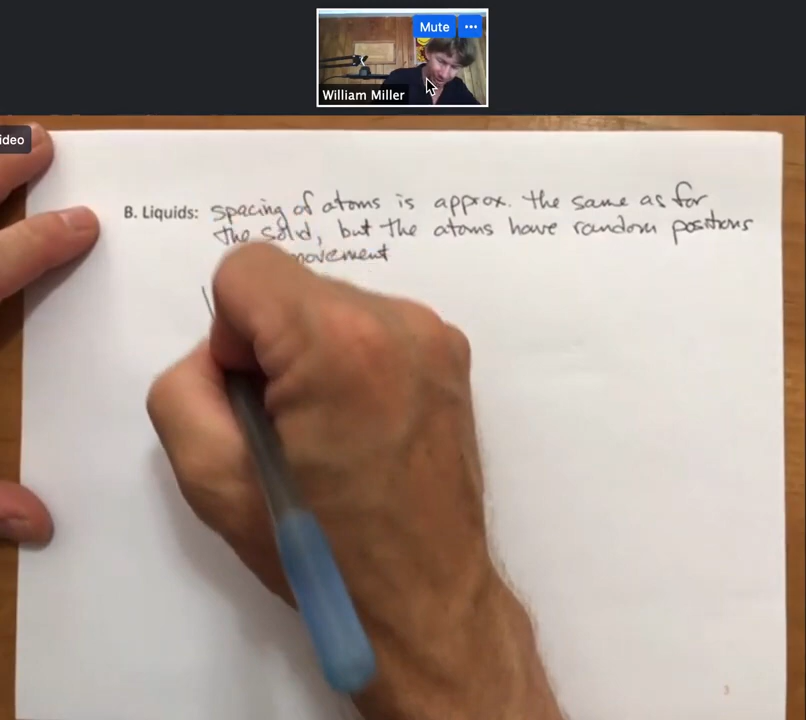 Mute
William Miller
ideo
B. Liquids: spacing of atoms is approx. the same as for
the solid, but the atoms have random positions
movement
3